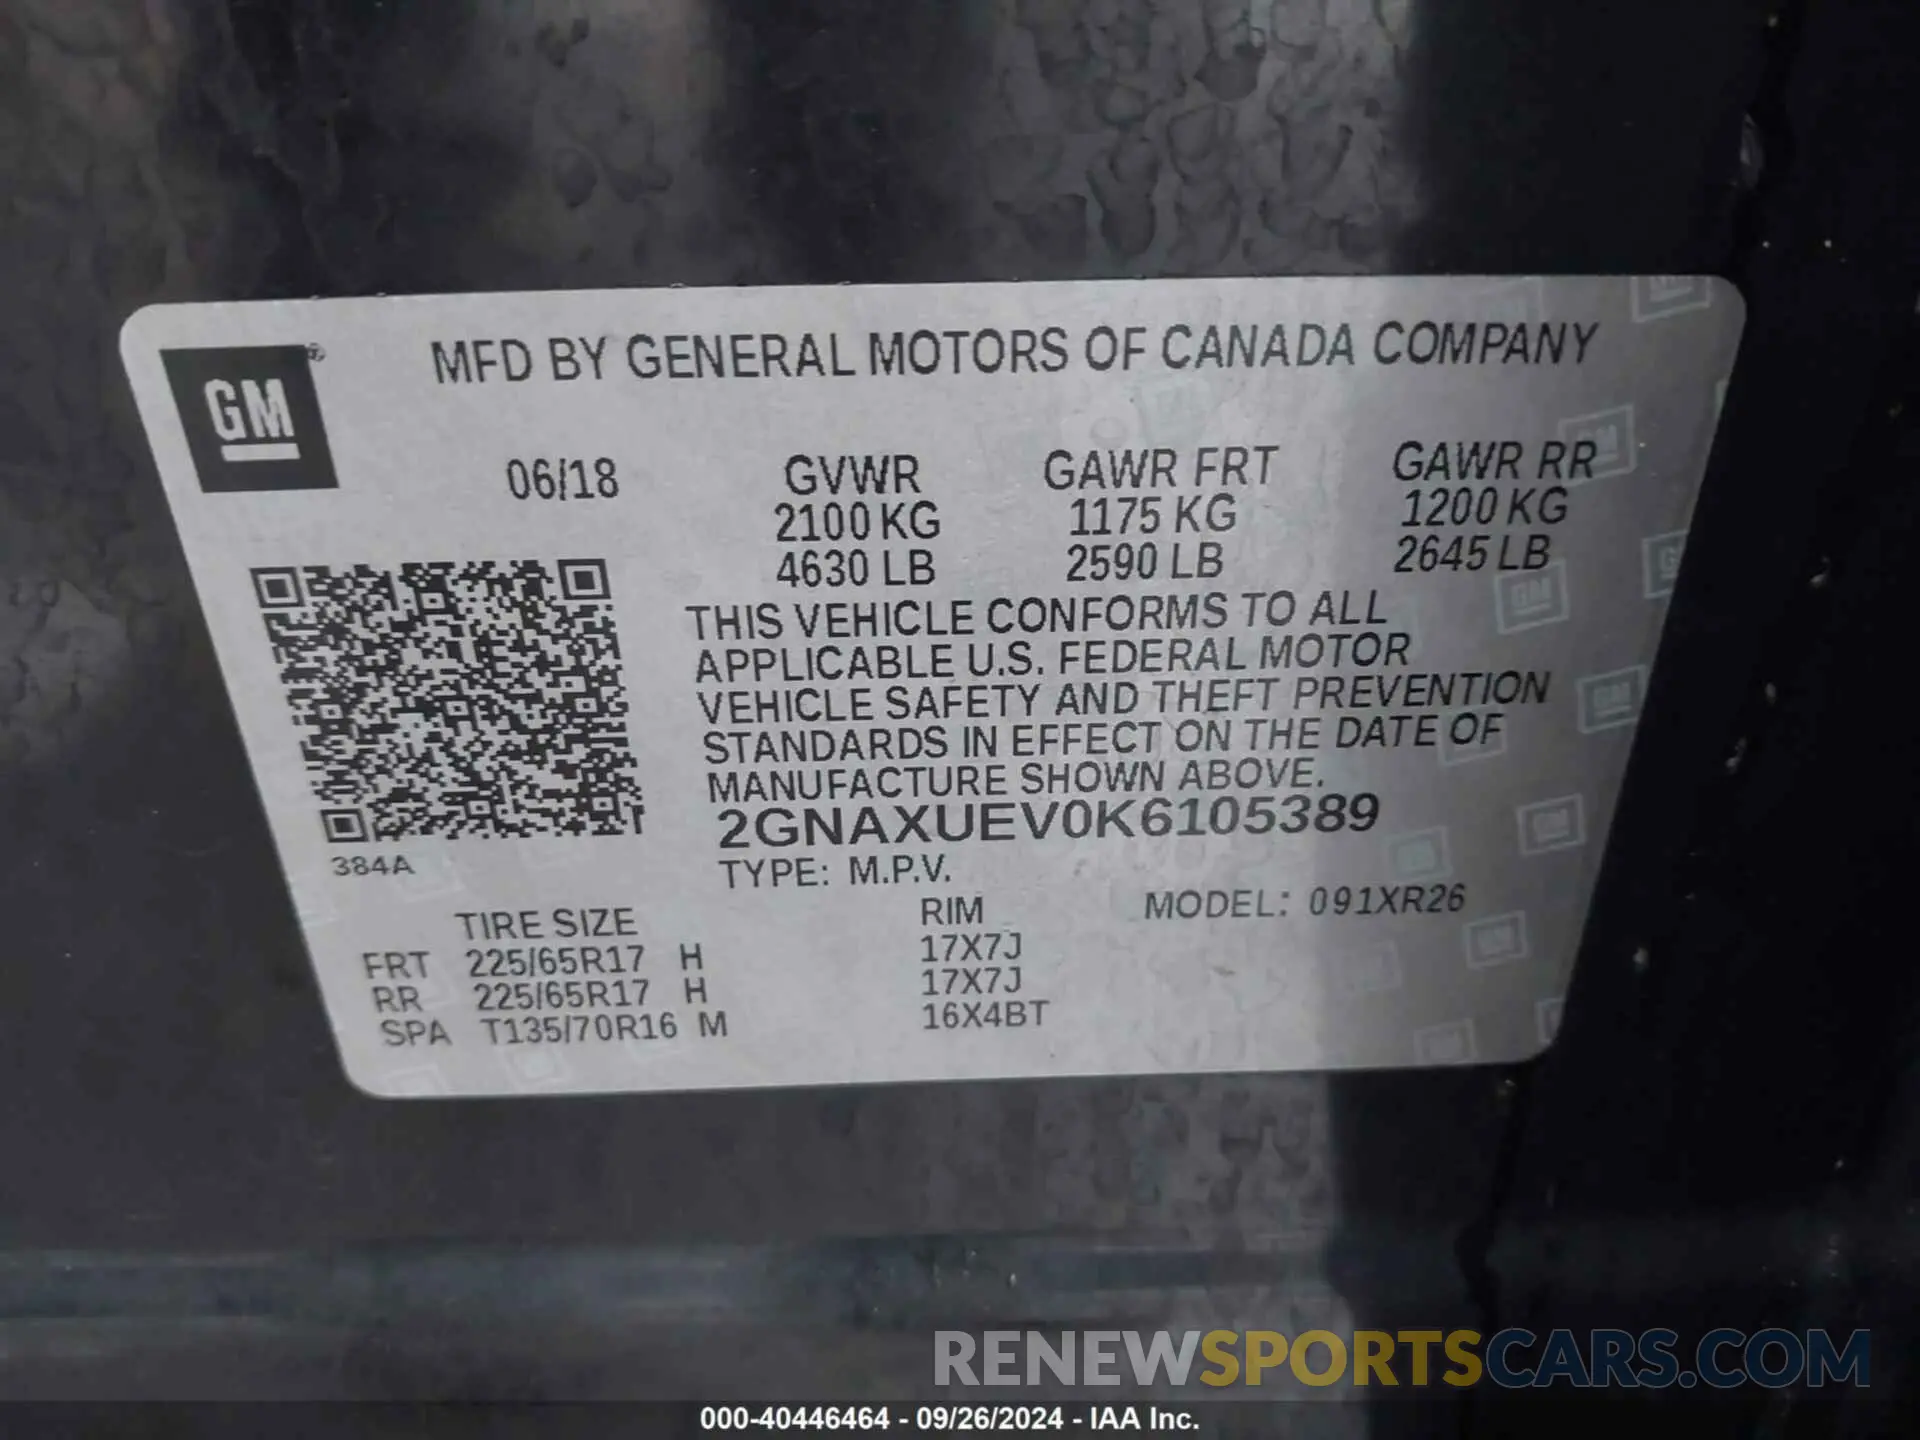 GM®
MFD BY GENERAL MOTORS OF CANADA COMPANY
06/18
GVWR GAWR FRT GAWR RR
2100 KG 1175 KG 1200 KG
4630 LB 2590 LB 2645 LB
THIS VEHICLE CONFORMS TO ALL
APPLICABLE U.S. FEDERAL MOTOR
VEHICLE SAFETY AND THEFT PREVENTION
STANDARDS IN EFFECT ON THE DATE OF
MANUFACTURE SHOWN ABOVE.
2GNAXUEV0K6105389
384A
TYPE: M.P.V.
TIRE SIZE RIM MODEL: 091XR26
FRT 225/65R17 H 17X7J
RR 225/65R17 H 17X7J
SPA T135/70R16 M 16X4BT
RENEWSPORTSCARS.COM
000-40446464 - 09/26/2024 - IAA Inc.